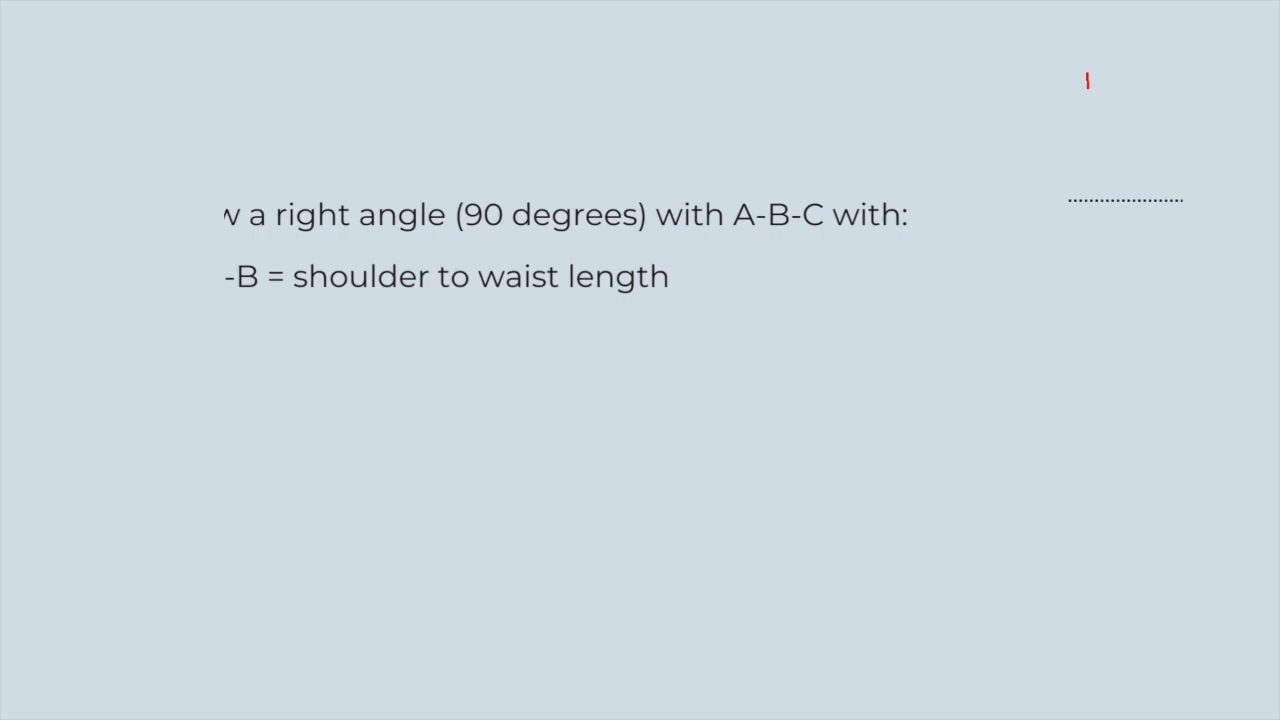 a right angle (90 degrees) with A-B-C with:
-B = shoulder to waist length